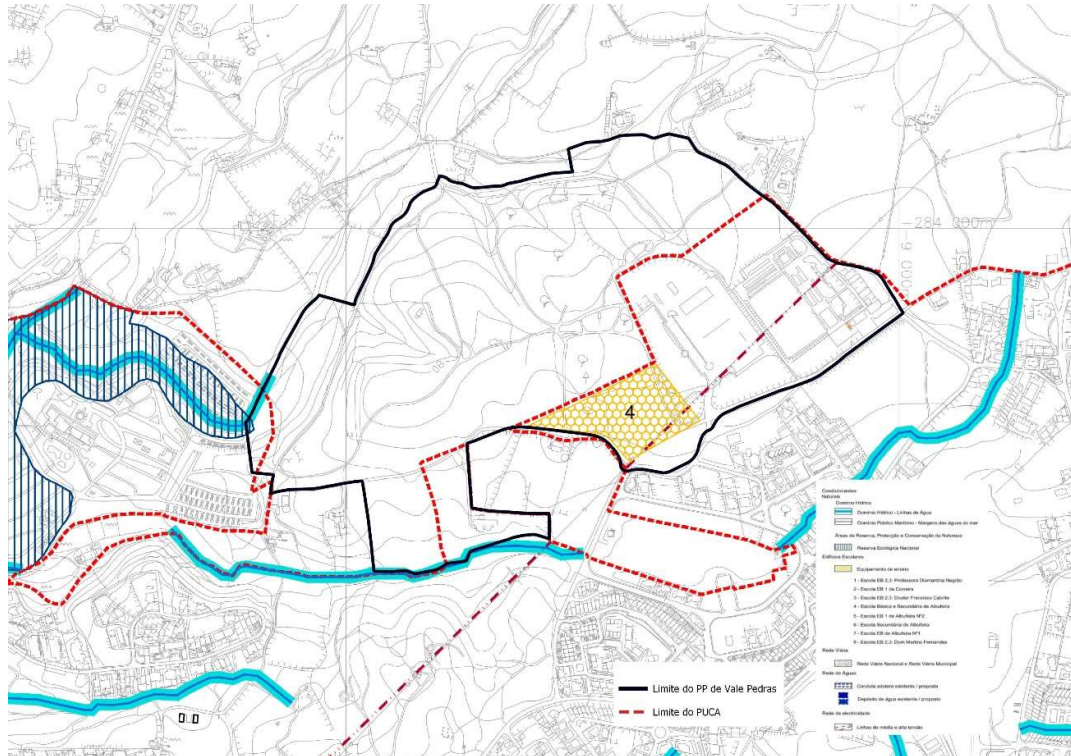 -284 000m
4
Condicionantes:
Naturais
Domínio Hídrico
Domínio Hídrico - Linhas de Água
Domínio Público Marítimo - Margens das águas do mar
Áreas de Reserva, Protecção e Conservação da Natureza
Reserva Ecológica Nacional
Edifícios Escolares
Equipamento de ensino
1 - Escola EB 2,3: Professora Diamantina Negrão
2 - Escola EB 1 da Correeira
3 - Escola EB 2,3: Doutor Francisco Cabrita
4 - Escola Básica e Secundária de Albufeira
5 - Escola EB 1 de Albufeira Nº2
6 - Escola Secundária de Albufeira
7 - Escola EB de Albufeira Nº1
8 - Escola EB 2,3: Dom Martim Fernandes
Rede Viária
Rede Viária Nacional e Rede Viária Municipal
Rede de Águas
Conduta adutora existente / proposta
Depósito de água existente / proposto
Rede de electricidade
Linhas de média e alta tensão
Limite do PP de Vale Pedras
Limite do PUCA